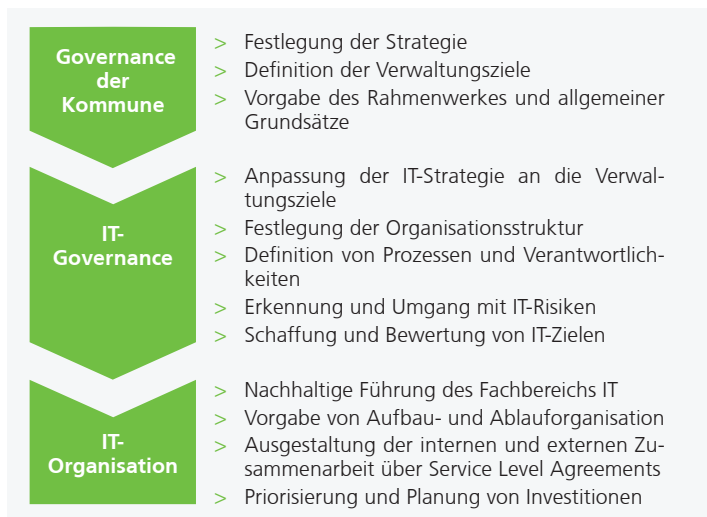 Governance
der
Kommune
> Festlegung der Strategie
> Definition der Verwaltungsziele
> Vorgabe des Rahmenwerkes und allgemeiner
Grundsätze
IT-
Governance
> Anpassung der IT-Strategie an die Verwal-
tungsziele
> Festlegung der Organisationsstruktur
> Definition von Prozessen und Verantwortlich-
keiten
> Erkennung und Umgang mit IT-Risiken
> Schaffung und Bewertung von IT-Zielen
IT-
Organisation
> Nachhaltige Führung des Fachbereichs IT
> Vorgabe von Aufbau- und Ablauforganisation
> Ausgestaltung der internen und externen Zu-
sammenarbeit über Service Level Agreements
> Priorisierung und Planung von Investitionen